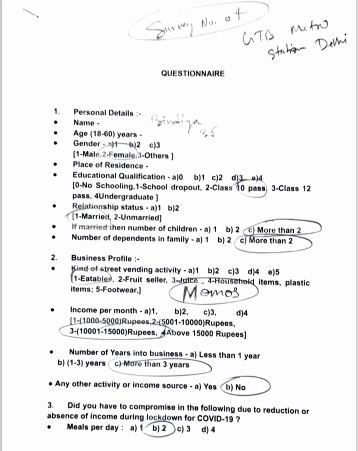 Survey No. 04
GTB Metro
Station Delhi
QUESTIONNAIRE
1. Personal Details :-
• Name - Bindiya
• Age (18-60) years - 35
• Gender - a)1 b)2 c)3
[1-Male, 2-Female, 3-Others ]
• Place of Residence -
• Educational Qualification - a)0 b)1 c)2 d)3 e)4
[0-No Schooling,1-School dropout, 2-Class 10 pass, 3-Class 12
pass, 4Undergraduate ]
• Relationship status - a)1 b)2
[1-Married, 2-Unmarried]
• If married then number of children - a) 1 b) 2 c) More than 2
• Number of dependents in family - a) 1 b) 2 c) More than 2
2. Business Profile :-
• Kind of street vending activity - a)1 b)2 c)3 d)4 e)5
[1-Eatables, 2-Fruit seller, 3-Juice , 4-Household items, plastic
items; 5-Footwear.] Momos
• Income per month - a)1, b)2, c)3, d)4
[1-(1000-5000)Rupees,2-(5001-10000)Rupees,
3-(10001-15000)Rupees, 4Above 15000 Rupees]
• Number of Years into business - a) Less than 1 year
b) (1-3) years c) More than 3 years
• Any other activity or income source - a) Yes b) No
3. Did you have to compromise in the following due to reduction or
absence of income during lockdown for COVID-19 ?
• Meals per day : a) 1 b) 2 c) 3 d) 4